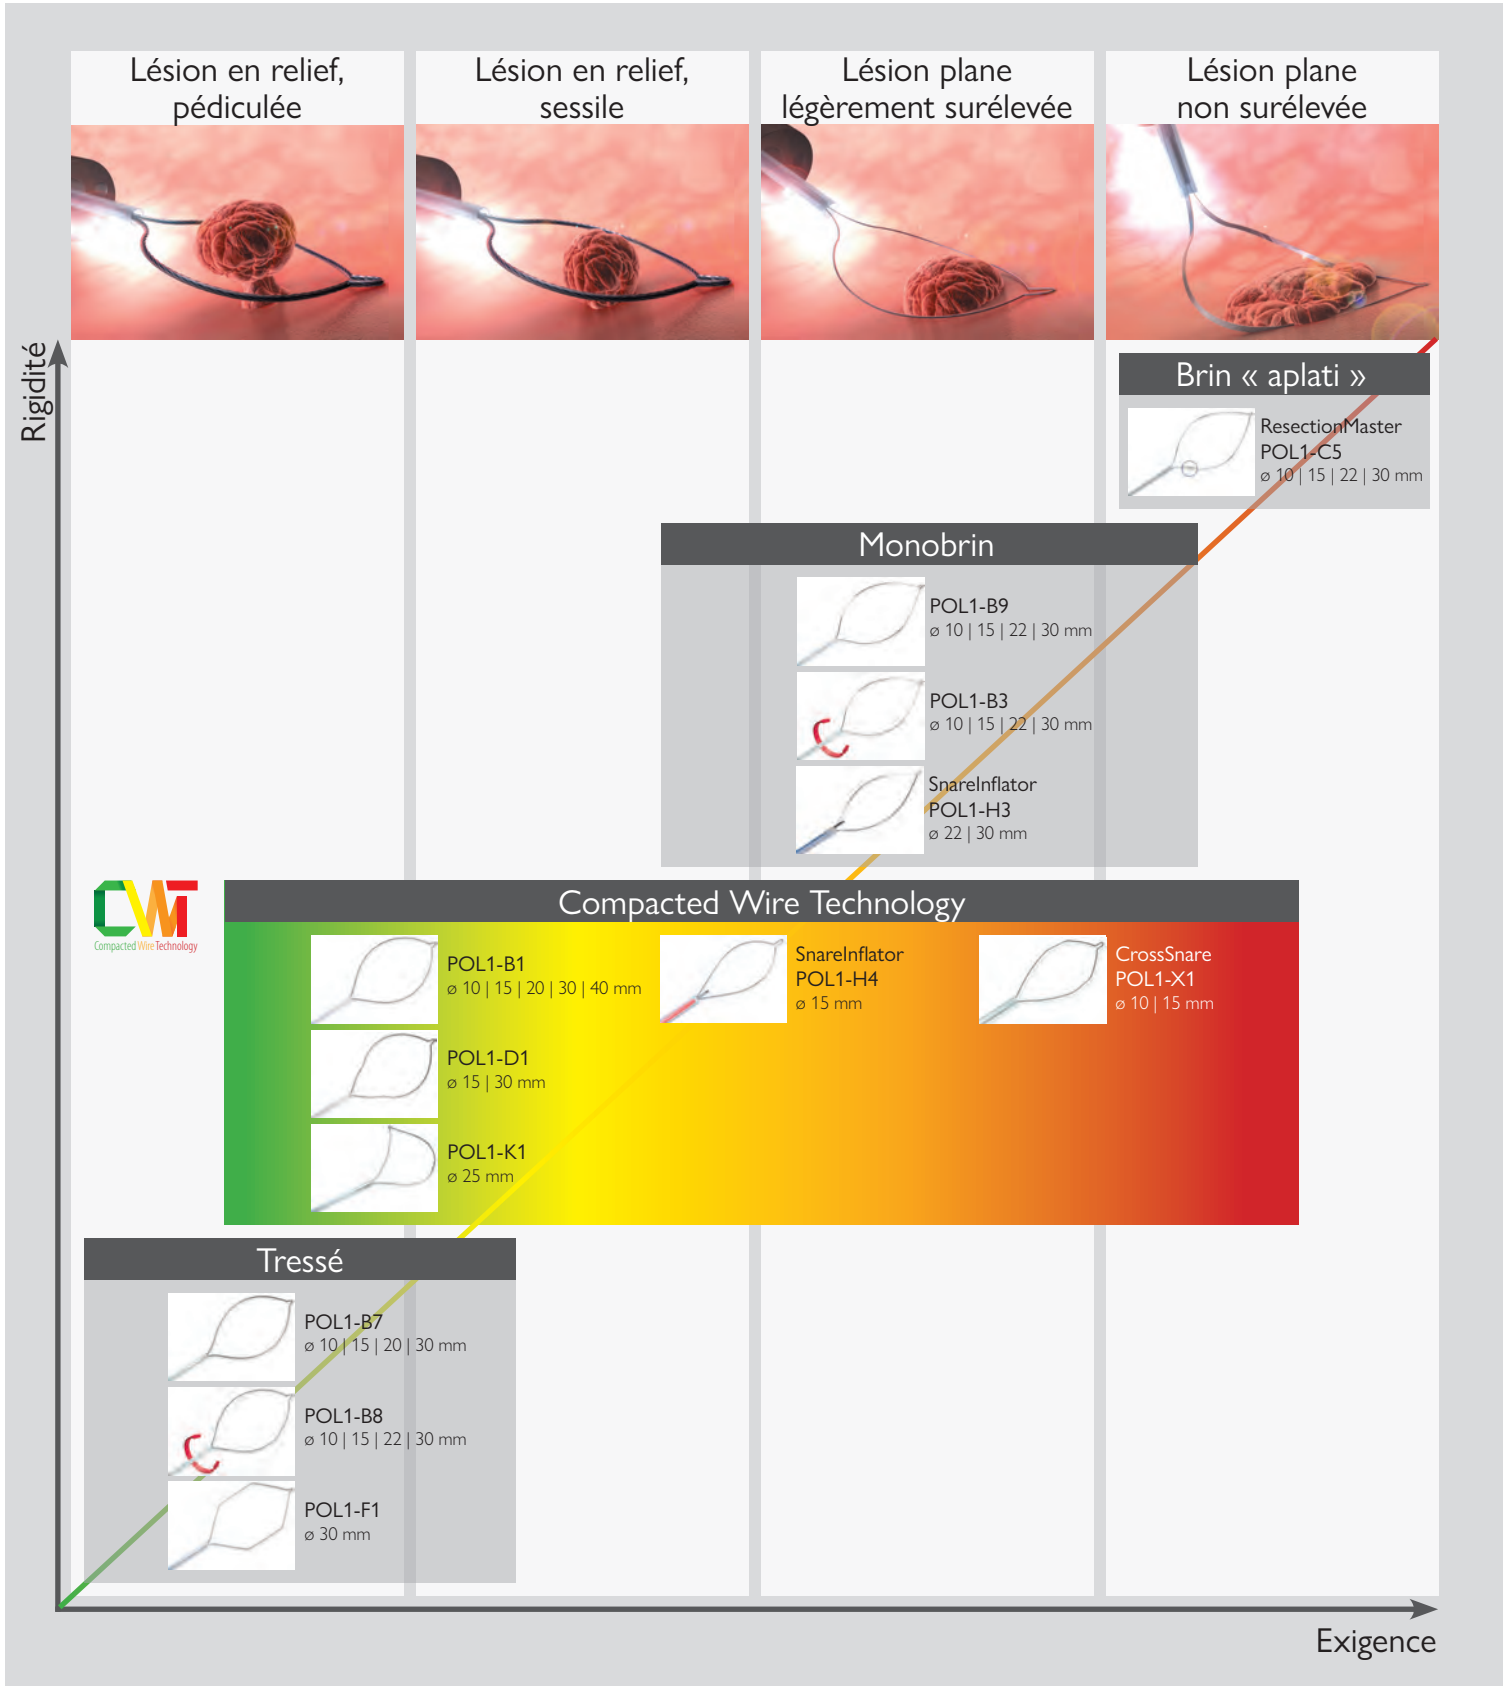 Lésion en relief,
pédiculée
Lésion en relief,
sessile
Lésion plane
légèrement surélevée
Lésion plane
non surélevée
Rigidité
Brin « aplati »
ResectionMaster
POL1-C5
ø 10 | 15 | 22 | 30 mm
Monobrin
POL1-B9
ø 10 | 15 | 22 | 30 mm
POL1-B3
ø 10 | 15 | 22 | 30 mm
SnareInflator
POL1-H3
ø 22 | 30 mm
CWT
Compacted Wire Technology
Compacted Wire Technology
POL1-B1
ø 10 | 15 | 20 | 30 | 40 mm
POL1-D1
ø 15 | 30 mm
POL1-K1
ø 25 mm
SnareInflator
POL1-H4
ø 15 mm
CrossSnare
POL1-X1
ø 10 | 15 mm
Tressé
POL1-B7
ø 10 | 15 | 20 | 30 mm
POL1-B8
ø 10 | 15 | 22 | 30 mm
POL1-F1
ø 30 mm
Exigence